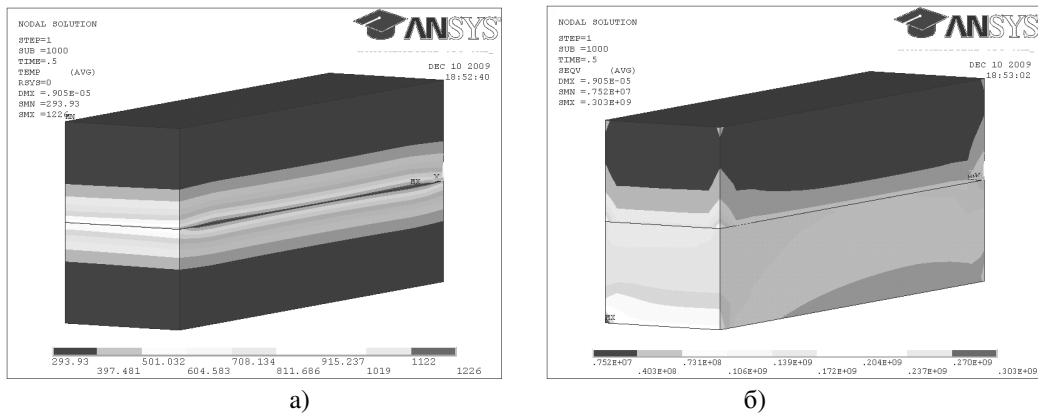 NODAL SOLUTION
STEP=1
SUB =1000
TIME=.5
TEMP (AVG)
RSYS=0
DMX =.905E-05
SMN =293.93
SMX =1226
ANSYS
DEC 10 2009
18:52:40
MN
MX
Y
293.93 501.032 708.134 915.237 1122
397.481 604.583 811.686 1019 1226
а)
NODAL SOLUTION
STEP=1
SUB =1000
TIME=.5
SEQV (AVG)
DMX =.905E-05
SMN =.752E+07
SMX =.303E+09
ANSYS
DEC 10 2009
18:53:02
MX
.752E+07 .731E+08 .139E+09 .204E+09 .270E+09
.403E+08 .106E+09 .172E+09 .237E+09 .303E+09
б)